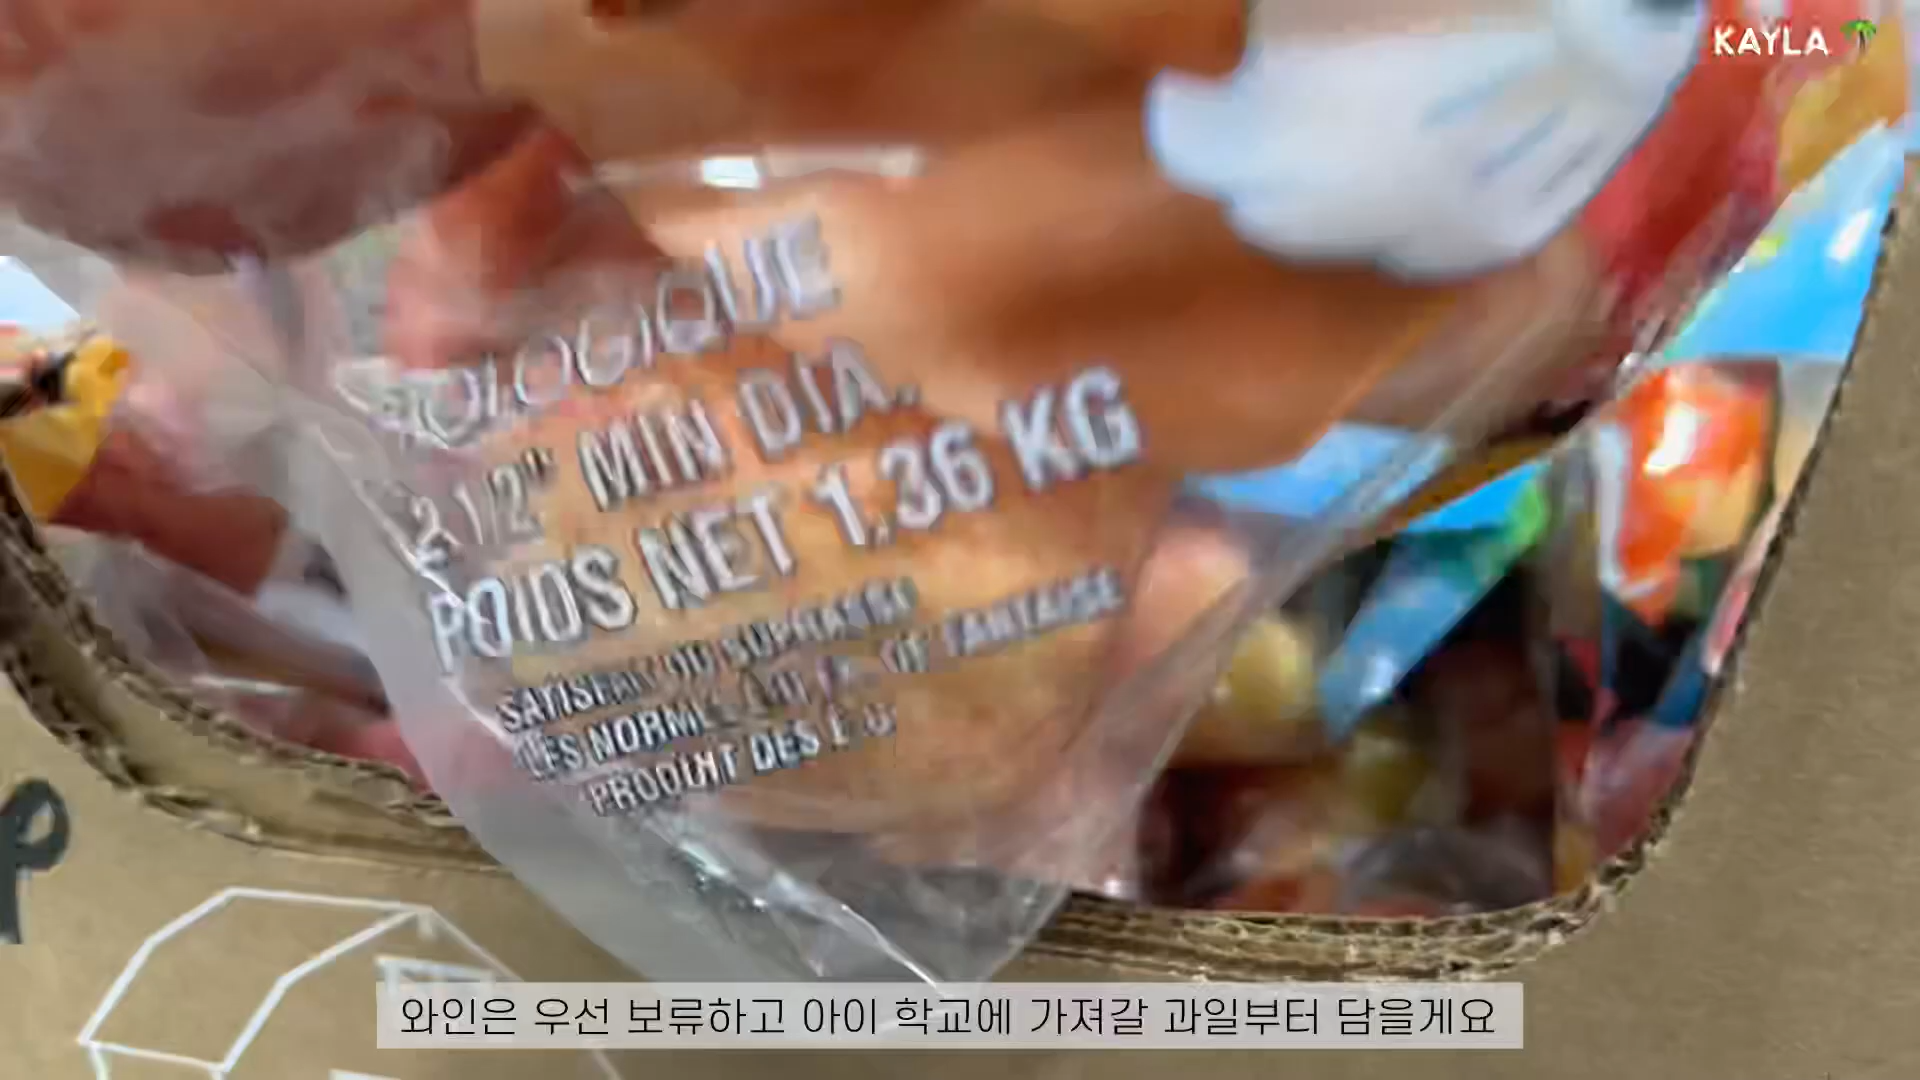 KAYLA
BIOLOGIQUE
2 1/2" MIN DIA.
POIDS NET 1.36 KG
DES NORMES
PRODUIT DES É.-U.
와인은 우선 보류하고 아이 학교에 가져갈 과일부터 담을게요